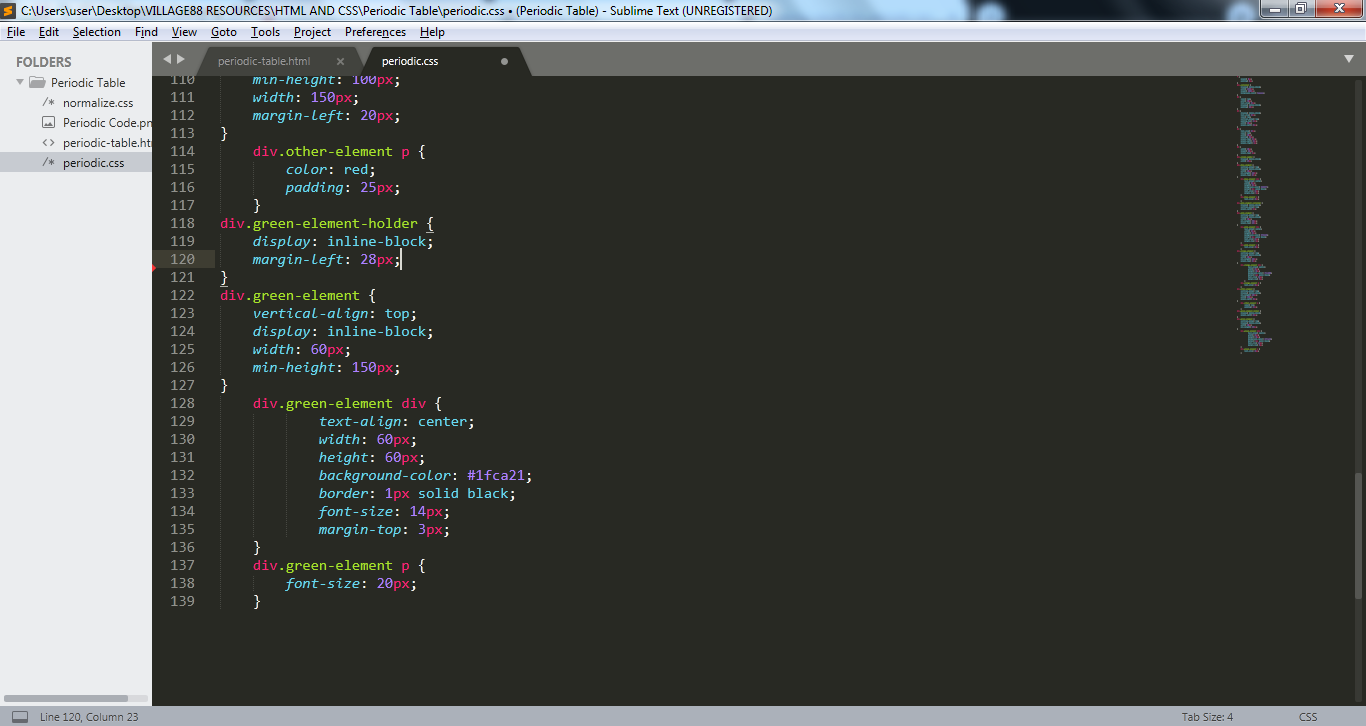 C:\Users\user\Desktop\VILLAGE88 RESOURCES\HTML AND CSS\Periodic Table\periodic.css • (Periodic Table) - Sublime Text (UNREGISTERED)
File Edit Selection Find View Goto Tools Project Preferences Help
FOLDERS
Periodic Table
/* normalize.css
Periodic Code.pn
<> periodic-table.htm
/* periodic.css
periodic-table.html × periodic.css
110     min-height: 100px;
111     width: 150px;
112     margin-left: 20px;
113 }
114     div.other-element p {
115         color: red;
116         padding: 25px;
117     }
118 div.green-element-holder {
119     display: inline-block;
120     margin-left: 28px;
121 }
122 div.green-element {
123     vertical-align: top;
124     display: inline-block;
125     width: 60px;
126     min-height: 150px;
127 }
128     div.green-element div {
129             text-align: center;
130             width: 60px;
131             height: 60px;
132             background-color: #1fca21;
133             border: 1px solid black;
134             font-size: 14px;
135             margin-top: 3px;
136     }
137     div.green-element p {
138         font-size: 20px;
139     }
Line 120, Column 23
Tab Size: 4
CSS